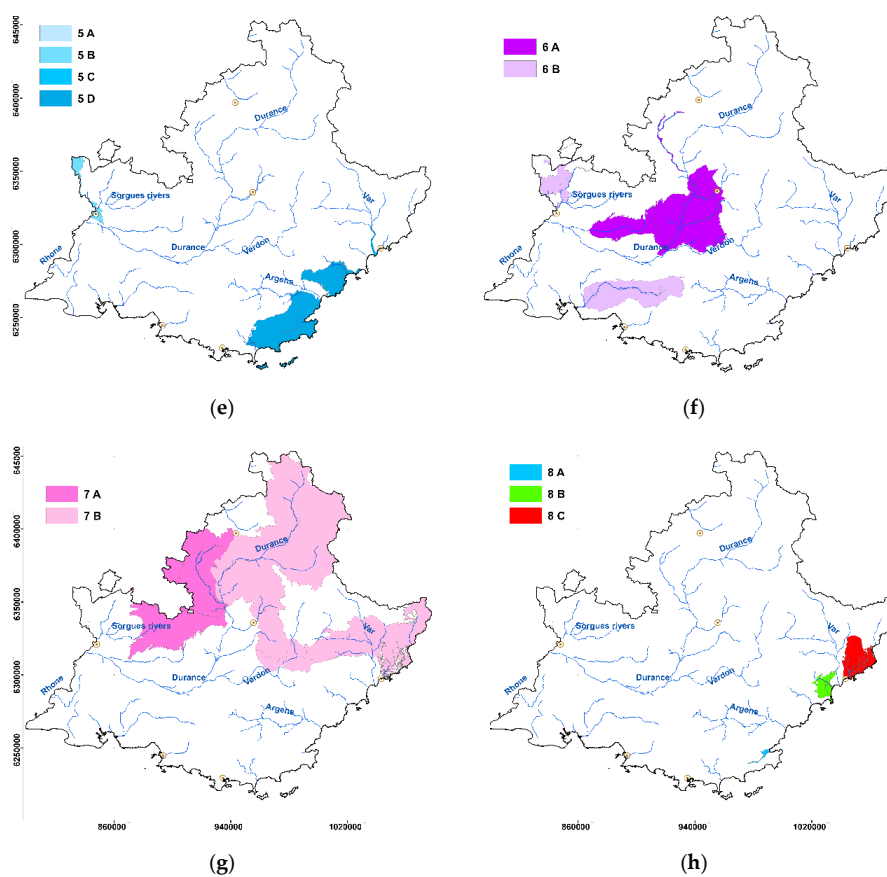 645000
6400000
6350000
6300000
6250000
5 A
5 B
5 C
5 D
Durance
Sorgues rivers
Var
Rhone
Durance
Verdon
Argens
(e)
6 A
6 B
Durance
Sorgues rivers
Var
Rhone
Durance
Verdon
Argens
(f)
645000
6400000
6350000
6300000
6250000
7 A
7 B
Durance
Sorgues rivers
Var
Rhone
Durance
Verdon
Argens
860000
940000
1020000
(g)
8 A
8 B
8 C
Durance
Sorgues rivers
Var
Rhone
Durance
Verdon
Argens
860000
940000
1020000
(h)